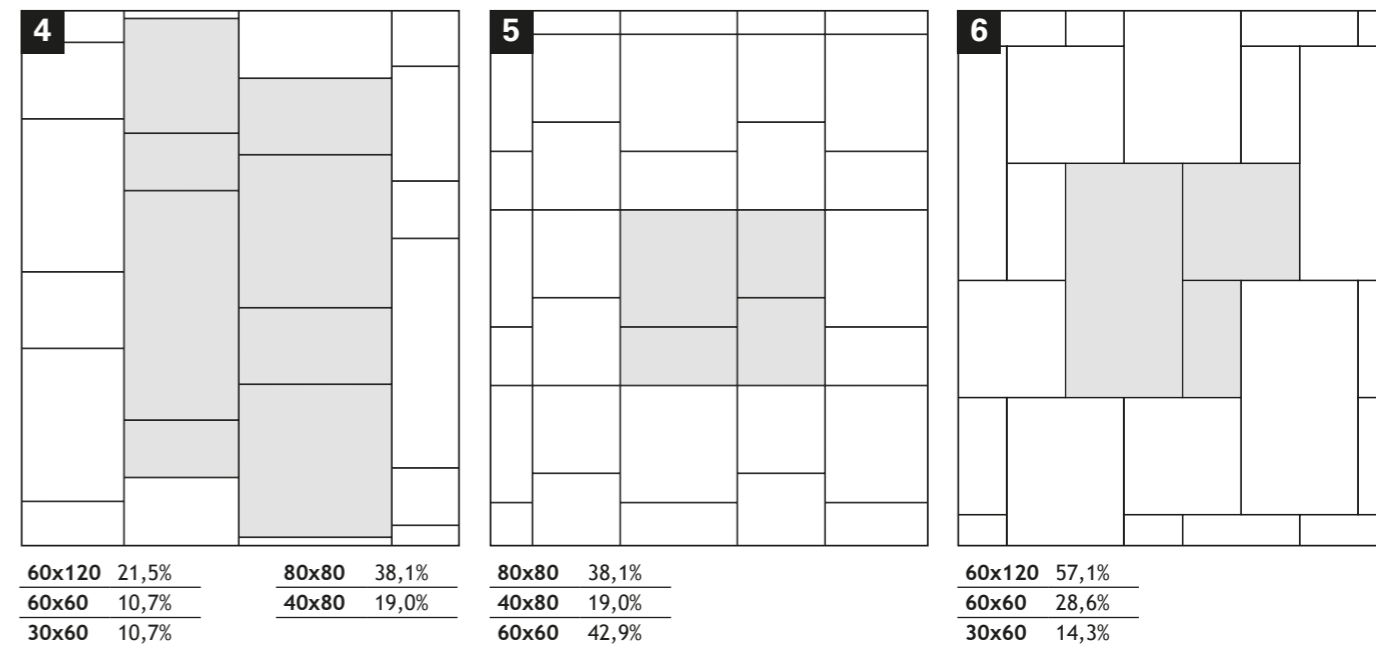 4
60x120 21,5%
60x60 10,7%
30x60 10,7%
80x80 38,1%
40x80 19,0%
5
80x80 38,1%
40x80 19,0%
60x60 42,9%
6
60x120 57,1%
60x60 28,6%
30x60 14,3%